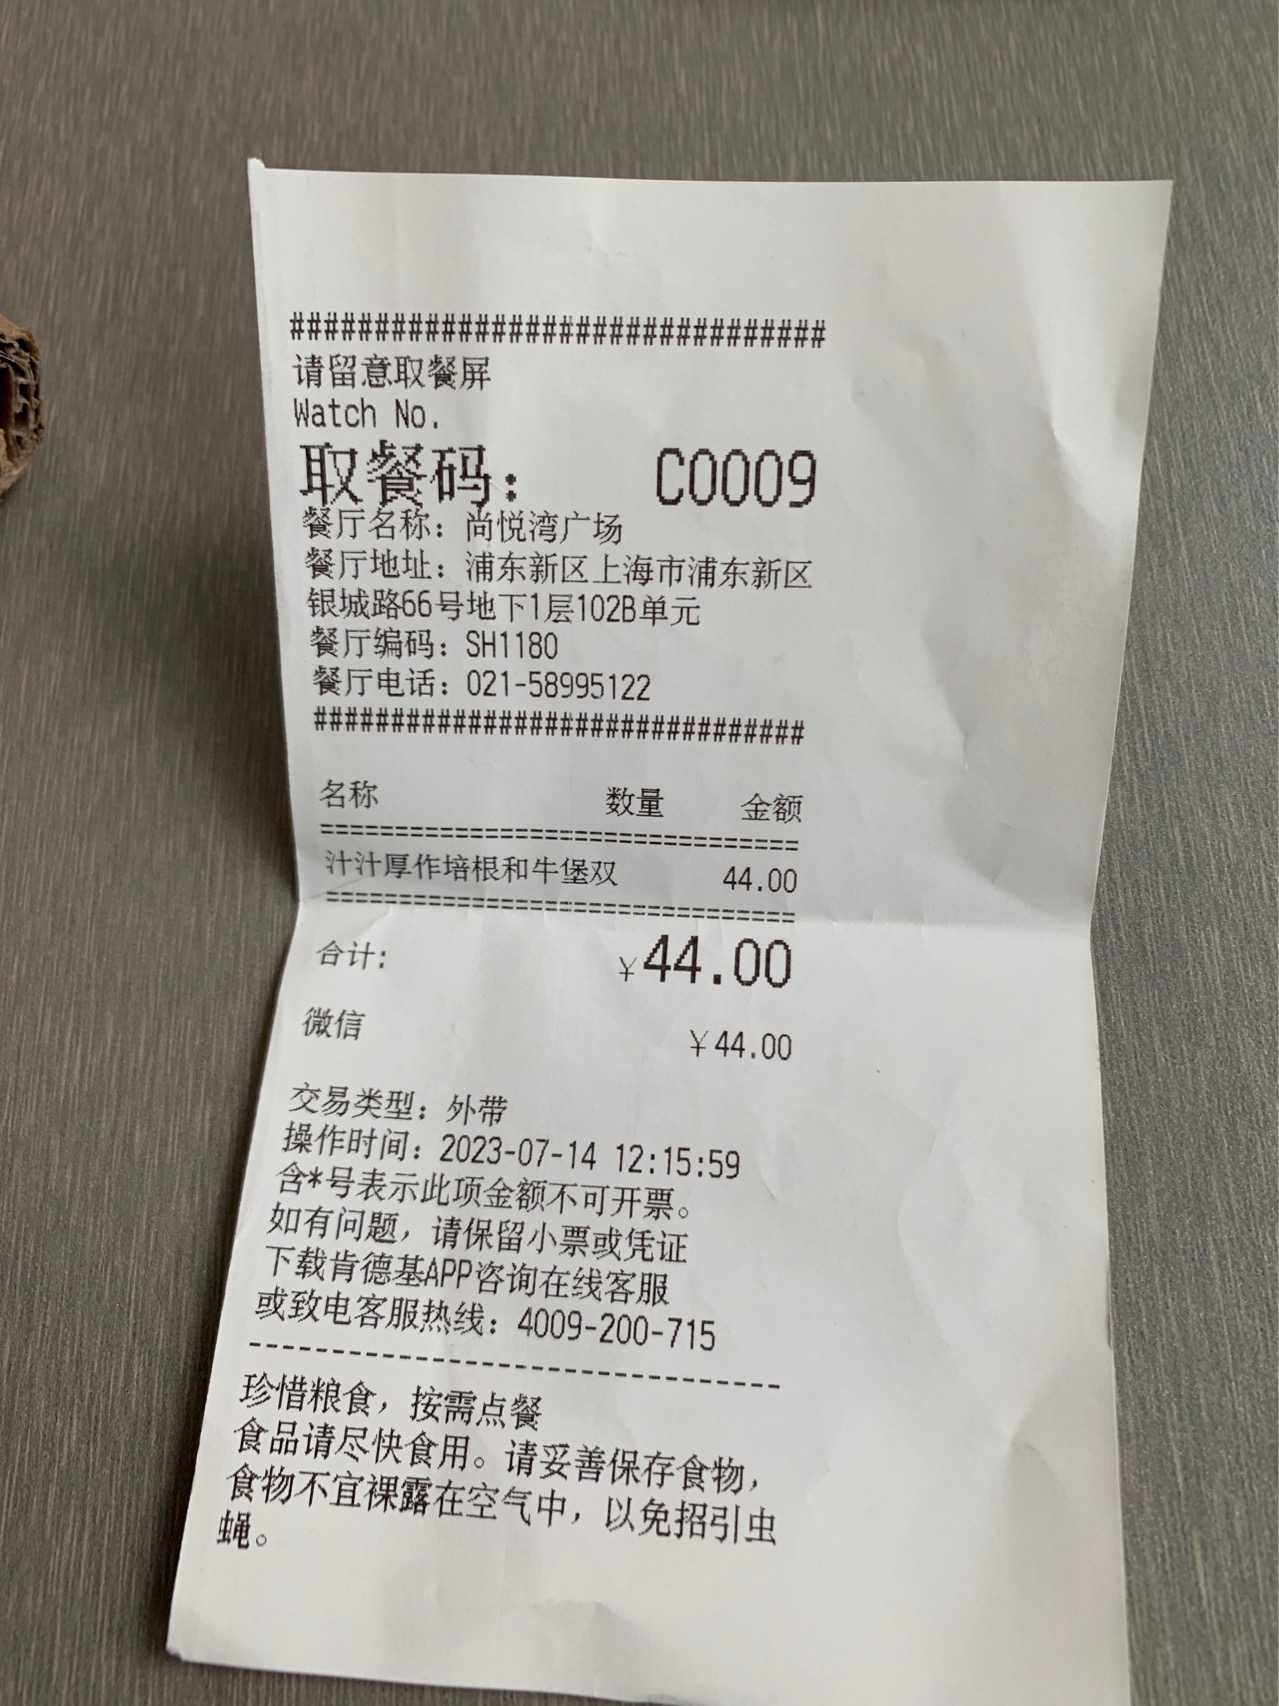 ################################
请留意取餐屏
Watch No.
取餐码： C0009
餐厅名称：尚悦湾广场
餐厅地址：浦东新区上海市浦东新区
银城路66号地下1层102B单元
餐厅编码：SH1180
餐厅电话：021-58995122
################################
名称 数量 金额
================================
汁汁厚作培根和牛堡双 44.00
================================
合计: ¥44.00
微信 ¥44.00
交易类型：外带
操作时间：2023-07-14 12:15:59
含*号表示此项金额不可开票。
如有问题，请保留小票或凭证
下载肯德基APP咨询在线客服
或致电客服热线：4009-200-715
--------------------------------
珍惜粮食，按需点餐
食品请尽快食用。请妥善保存食物，
食物不宜裸露在空气中，以免招引虫
蝇。